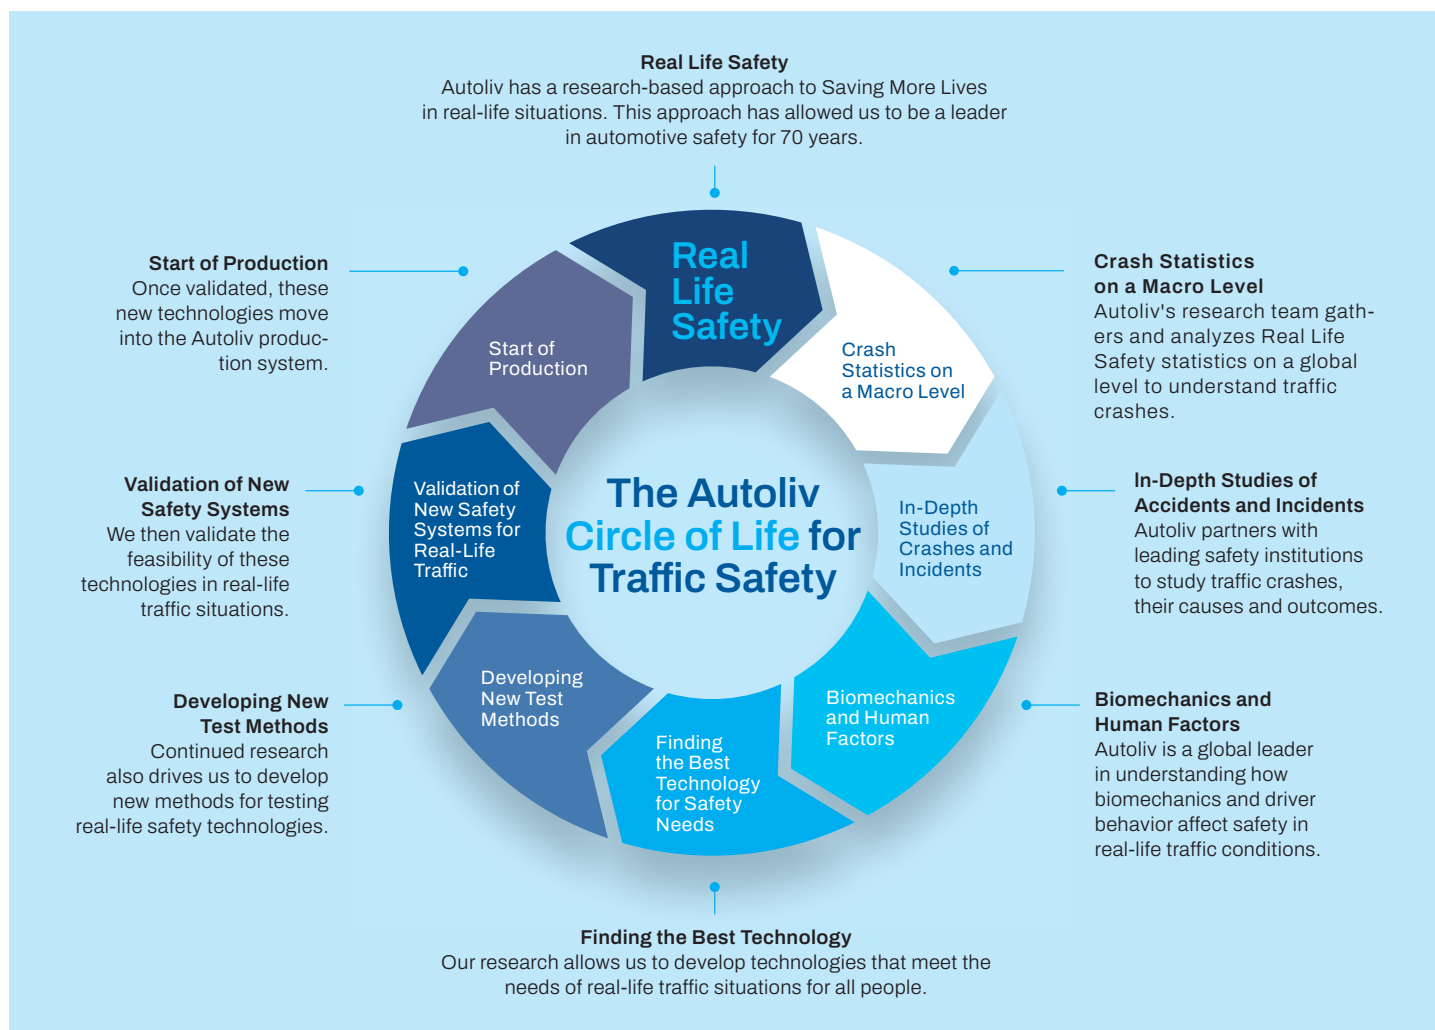 Real Life Safety
Autoliv has a research-based approach to Saving More Lives
in real-life situations. This approach has allowed us to be a leader
in automotive safety for 70 years.
Real
Life
Safety
Crash Statistics
on a Macro Level
Autoliv's research team gath-
ers and analyzes Real Life
Safety statistics on a global
level to understand traffic
crashes.
Crash
Statistics on
a Macro Level
In-Depth Studies of
Accidents and Incidents
Autoliv partners with
leading safety institutions
to study traffic crashes,
their causes and outcomes.
In-Depth
Studies of
Crashes and
Incidents
Biomechanics and
Human Factors
Autoliv is a global leader
in understanding how
biomechanics and driver
behavior affect safety in
real-life traffic conditions.
Biomechanics
and Human
Factors
Finding
the Best
Technology
for Safety
Needs
Finding the Best Technology
Our research allows us to develop technologies that meet the
needs of real-life traffic situations for all people.
Developing New
Test Methods
Continued research
also drives us to develop
new methods for testing
real-life safety technologies.
Developing
New Test
Methods
Validation of New
Safety Systems
We then validate the
feasibility of these
technologies in real-life
traffic situations.
Validation of
New Safety
Systems for
Real-Life
Traffic
Start of Production
Once validated, these
new technologies move
into the Autoliv produc-
tion system.
Start of
Production
The Autoliv
Circle of Life for
Traffic Safety